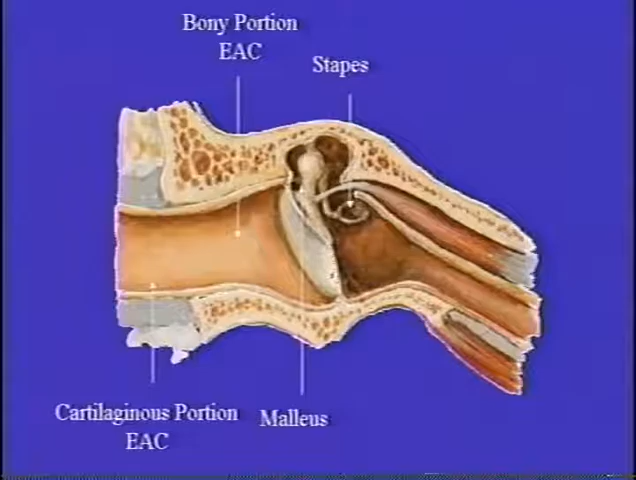 Bony Portion
EAC
Stapes
Cartilaginous Portion
EAC
Malleus